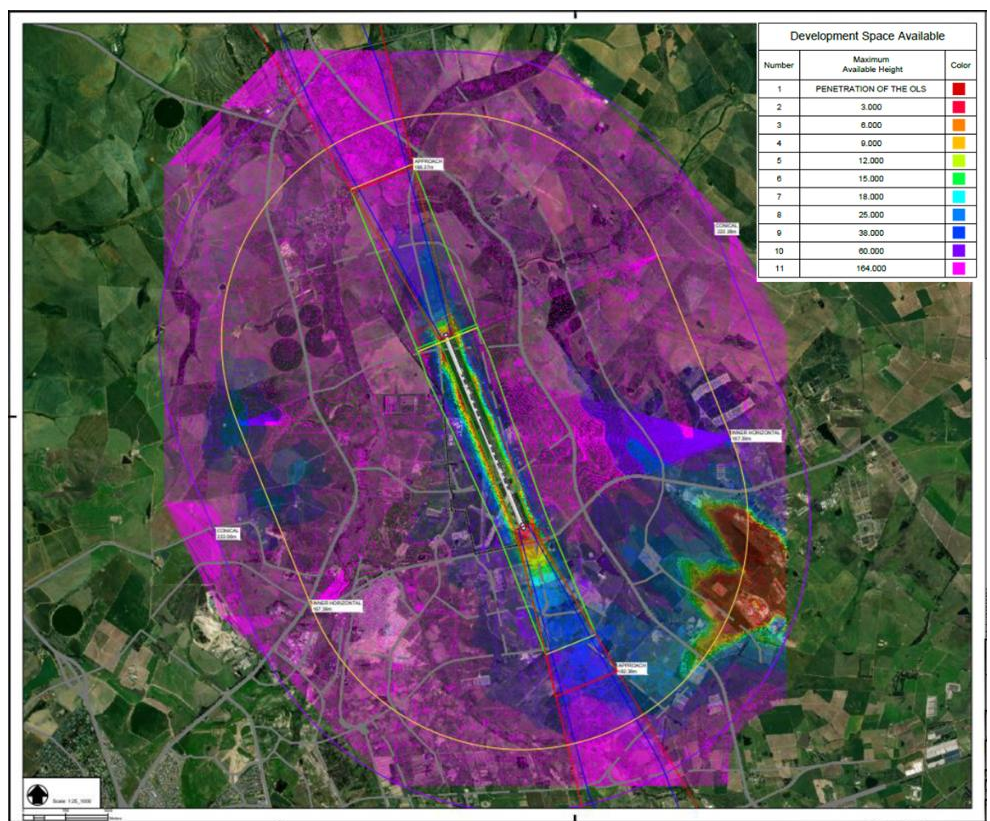 Development Space Available
Number
Maximum
Available Height
Color
1 PENETRATION OF THE OLS
2 3.000
3 6.000
4 9.000
5 12.000
6 15.000
7 18.000
8 25.000
9 38.000
10 60.000
11 164.000
APPROACH
CONICAL
INNER HORIZONTAL
CONICAL
INNER HORIZONTAL
APPROACH